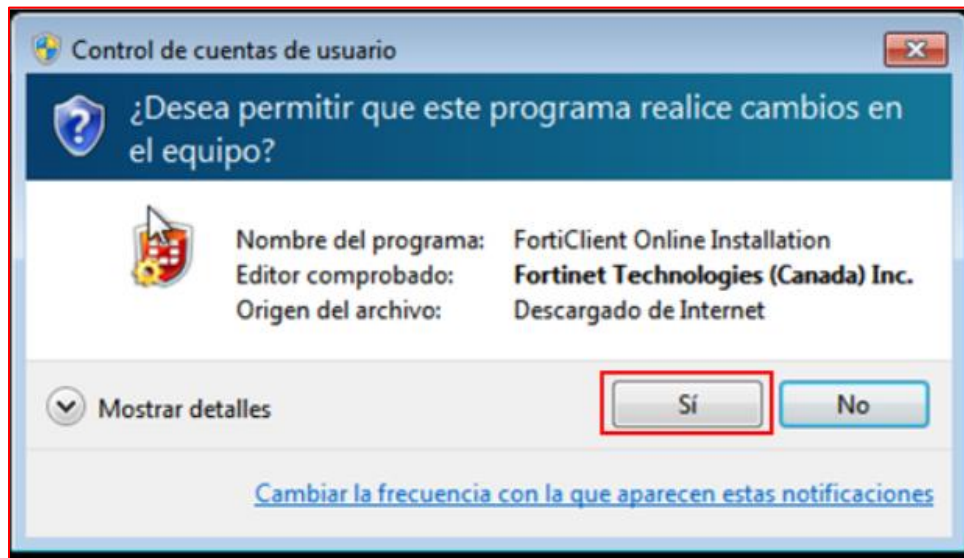 Control de cuentas de usuario
¿Desea permitir que este programa realice cambios en
el equipo?
Nombre del programa: FortiClient Online Installation
Editor comprobado: Fortinet Technologies (Canada) Inc.
Origen del archivo: Descargado de Internet
Mostrar detalles
Sí
No
Cambiar la frecuencia con la que aparecen estas notificaciones